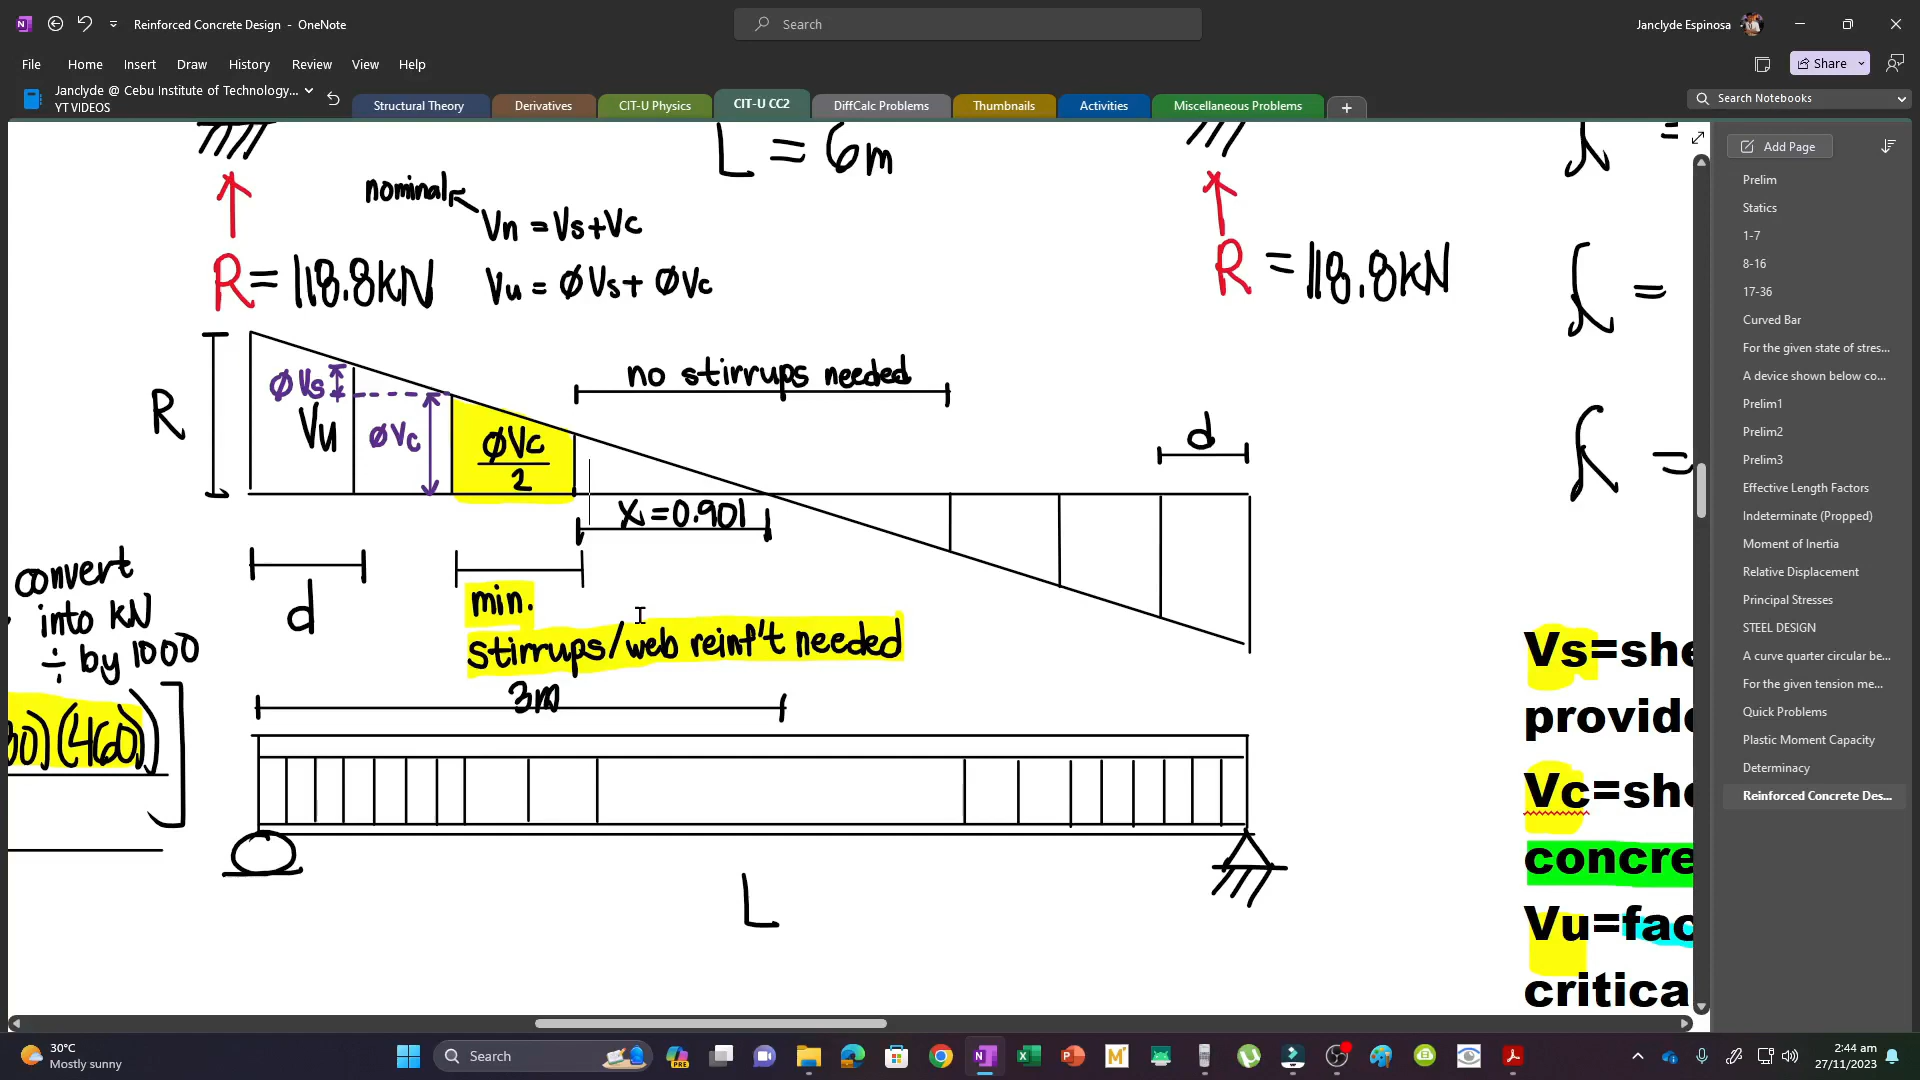 Reinforced Concrete Design - OneNote
Search
Janclyde Espinosa
File Home Insert Draw History Review View Help
Share
Janclyde @ Cebu Institute of Technology...
YT VIDEOS
Structural Theory
Derivatives
CIT-U Physics
CIT-U CC2
DiffCalc Problems
Thumbnails
Activities
Miscellaneous Problems
+
Search Notebooks
Add Page
Prelim
Statics
1-7
8-16
17-36
Curved Bar
For the given state of stres...
A device shown below co...
Prelim1
Prelim2
Prelim3
Effective Length Factors
Indeterminate (Propped)
Moment of Inertia
Relative Displacement
Principal Stresses
STEEL DESIGN
A curve quarter circular be...
For the given tension me...
Quick Problems
Plastic Moment Capacity
Determinacy
Reinforced Concrete Des...
L = 6m
nominal
Vn = Vs+Vc
R = 118.8kN
Vu = ØVs + ØVc
R = 118.8kN
no stirrups needed
R
ØVs
Vu
ØVc
ØVc
2
d
X = 0.901
d
convert
into kN
÷ by 1000
min.
stirrups/web reinf't needed
3m
(460))]
L
=
=
=
Vs=she
provide
Vc=she
concre
Vu=fac
critica
30°C
Mostly sunny
Search
2:44 am
27/11/2023